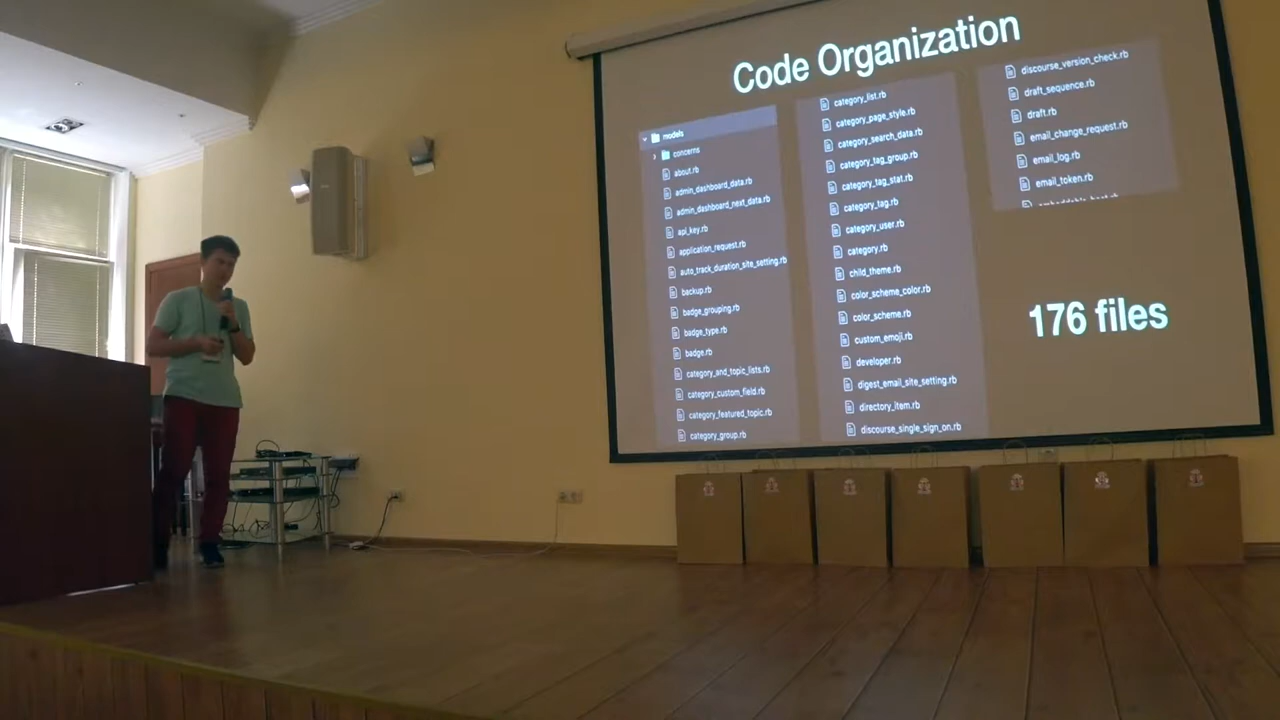 Code Organization
models
concerns
about.rb
admin_dashboard_data.rb
admin_dashboard_next_data.rb
api_key.rb
application_request.rb
auto_track_duration_site_setting.rb
backup.rb
badge_grouping.rb
badge_type.rb
badge.rb
category_and_topic_lists.rb
category_custom_field.rb
category_featured_topic.rb
category_group.rb
category_list.rb
category_page_style.rb
category_search_data.rb
category_tag_group.rb
category_tag_stat.rb
category_tag.rb
category_user.rb
category.rb
child_theme.rb
color_scheme_color.rb
color_scheme.rb
custom_emoji.rb
developer.rb
digest_email_site_setting.rb
directory_item.rb
discourse_single_sign_on.rb
discourse_version_check.rb
draft_sequence.rb
draft.rb
email_change_request.rb
email_log.rb
email_token.rb
176 files